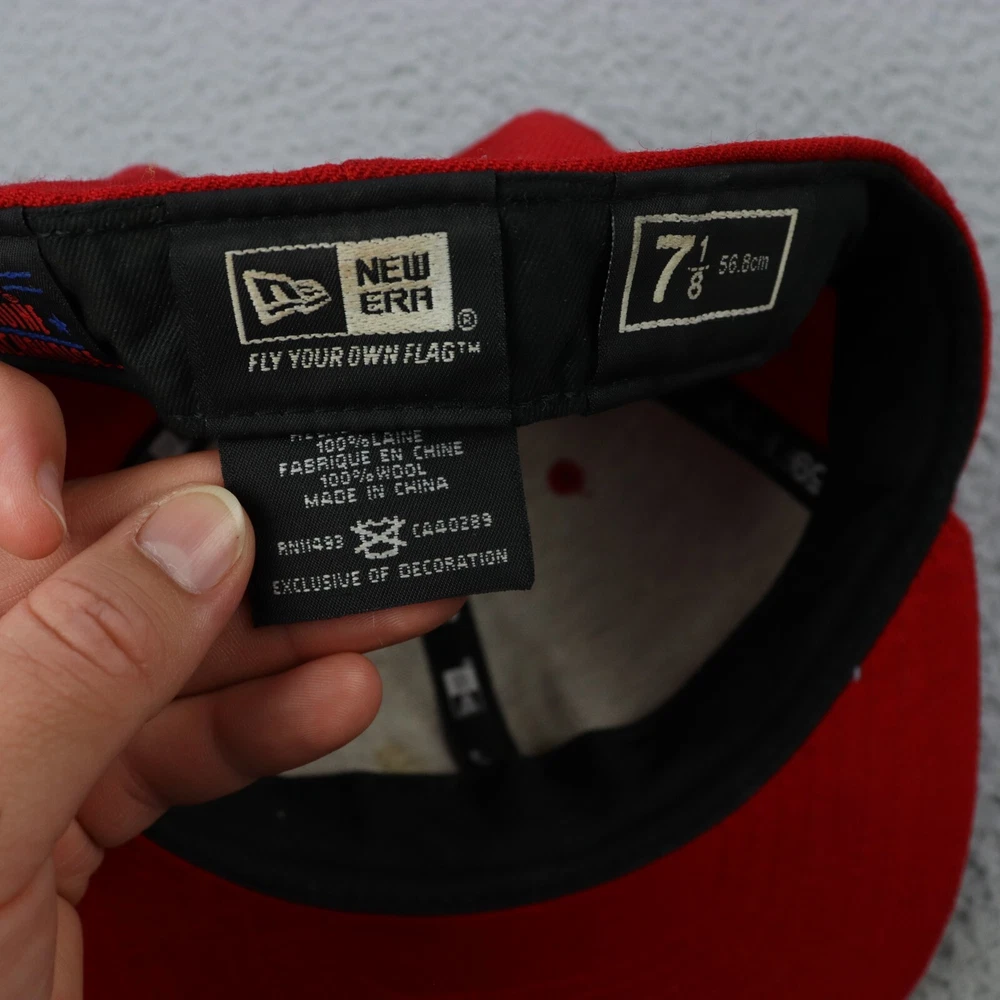 NEW
ERA
®
FLY YOUR OWN FLAG™
7 1/8 56.8cm
100%LAINE
FABRIQUE EN CHINE
100%WOOL
MADE IN CHINA
RN11493 CA40289
EXCLUSIVE OF DECORATION